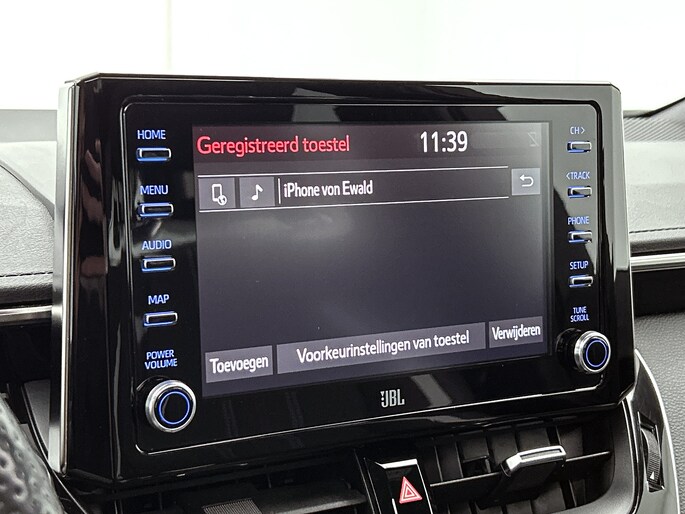 HOME
MENU
AUDIO
MAP
POWER
VOLUME
Geregistreerd toestel 11:39
iPhone von Ewald
Toevoegen Voorkeurinstellingen van toestel Verwijderen
JBL
CH>
<TRACK
PHONE
SETUP
TUNE
SCROLL